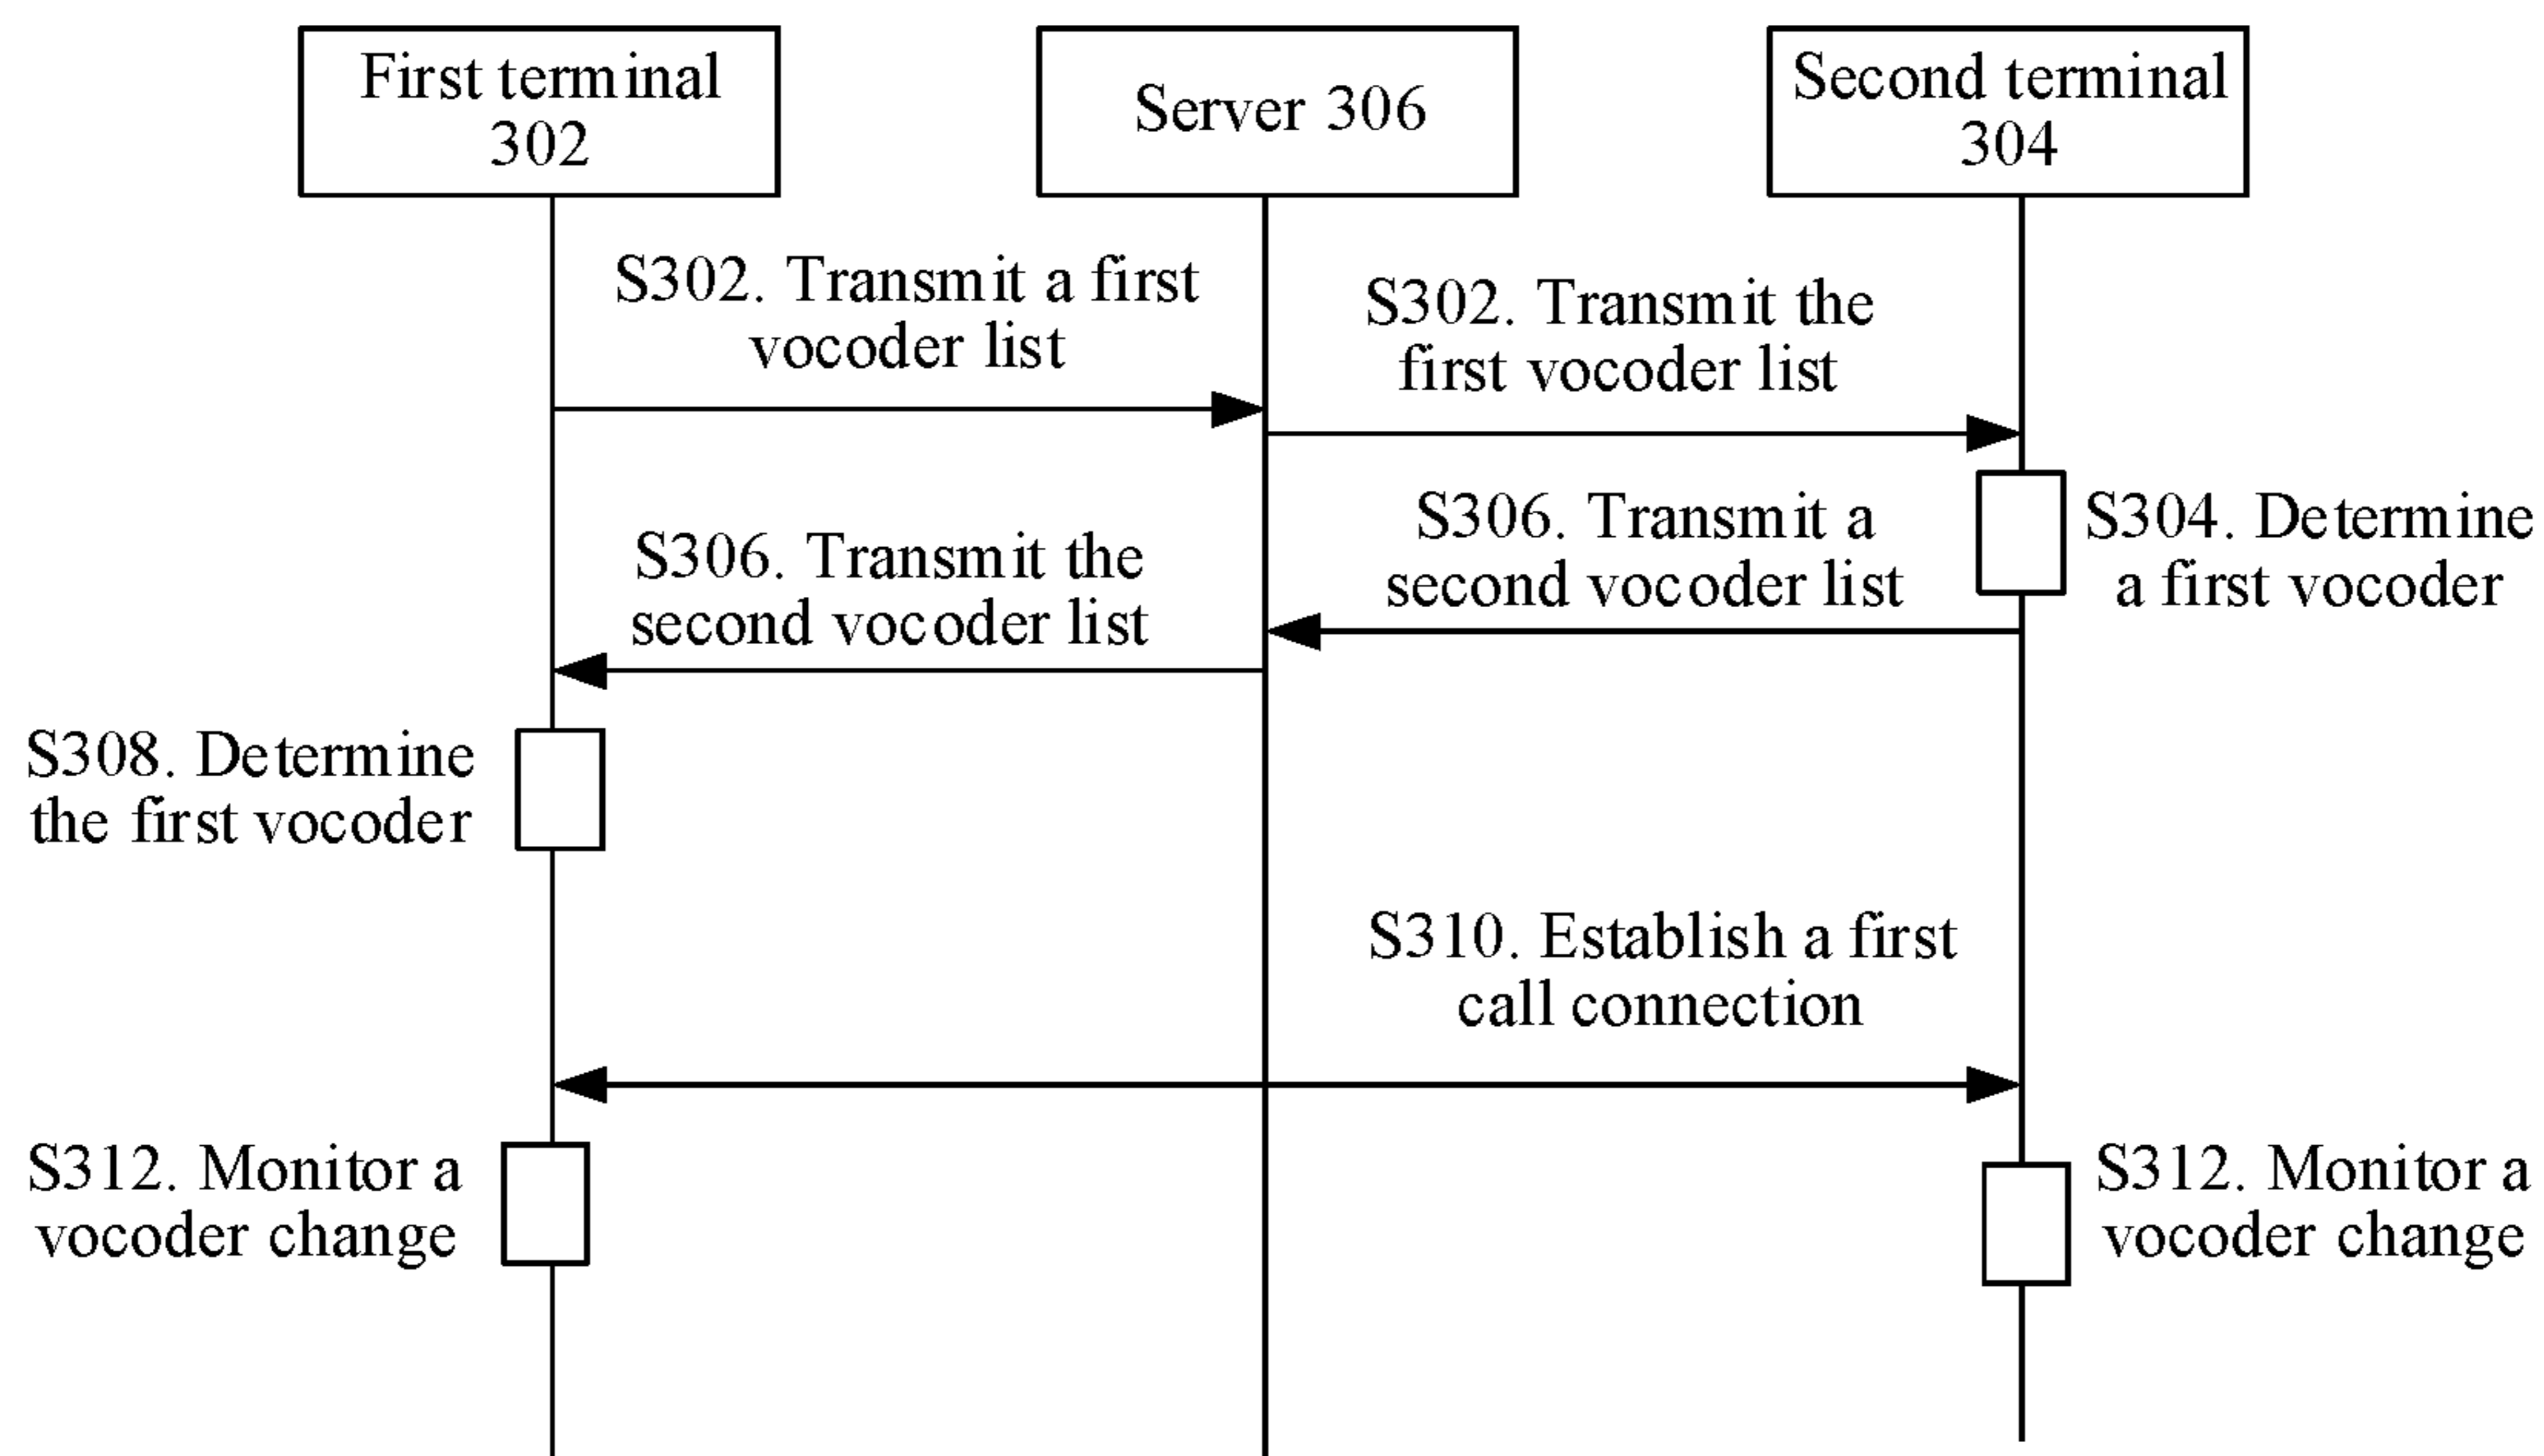 First terminal
302
Server 306
Second terminal
304
S302. Transmit a first
vocoder list
S302. Transmit the
first vocoder list
S304. Determine
a first vocoder
S306. Transmit a
second vocoder list
S306. Transmit the
second vocoder list
S308. Determine
the first vocoder
S310. Establish a first
call connection
S312. Monitor a
vocoder change
S312. Monitor a
vocoder change